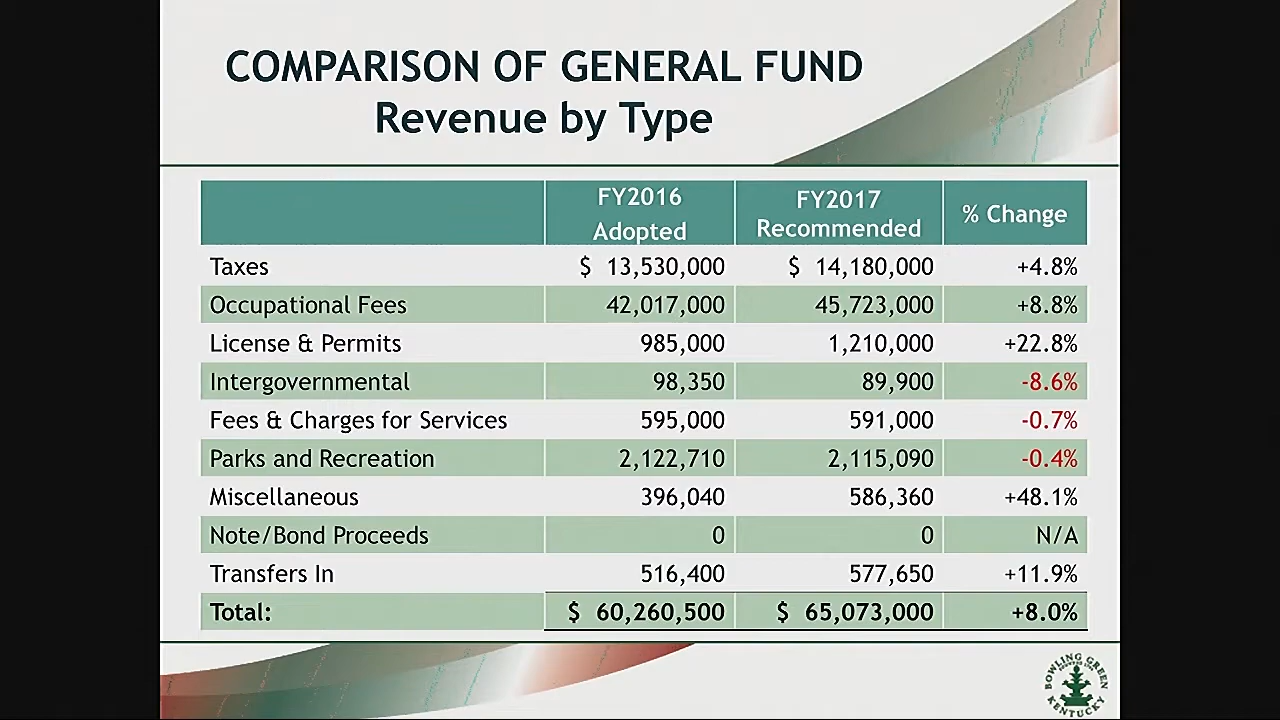 COMPARISON OF GENERAL FUND
Revenue by Type
FY2016 Adopted FY2017 Recommended % Change
Taxes $ 13,530,000 $ 14,180,000 +4.8%
Occupational Fees 42,017,000 45,723,000 +8.8%
License & Permits 985,000 1,210,000 +22.8%
Intergovernmental 98,350 89,900 -8.6%
Fees & Charges for Services 595,000 591,000 -0.7%
Parks and Recreation 2,122,710 2,115,090 -0.4%
Miscellaneous 396,040 586,360 +48.1%
Note/Bond Proceeds 0 0 N/A
Transfers In 516,400 577,650 +11.9%
Total: $ 60,260,500 $ 65,073,000 +8.0%
BOWLING GREEN
KENTUCKY